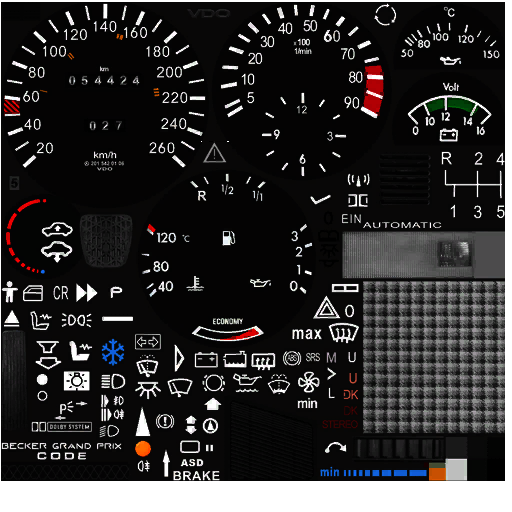 VDO
km
20
40
60
80
100
120
140
160
180
200
220
240
260
054424
027
km/h
VDO
5
10
20
30
40
50
60
70
80
90
x100
1/min
12
9
3
6
°C
50
80
100
120
150
Volt
0
10
12
14
16
R 2 4
1 3 5
EIN
AUTOMATIC
R 1/2 1/1
120 °C
80
40
3
2
1
0
ECONOMY
CR
P
O
max
min
SRS
M U
U
DK
O
L
DK
STEREO
P
DOLBY SYSTEM
BECKER GRAND PRIX
CODE
ASD
BRAKE
min